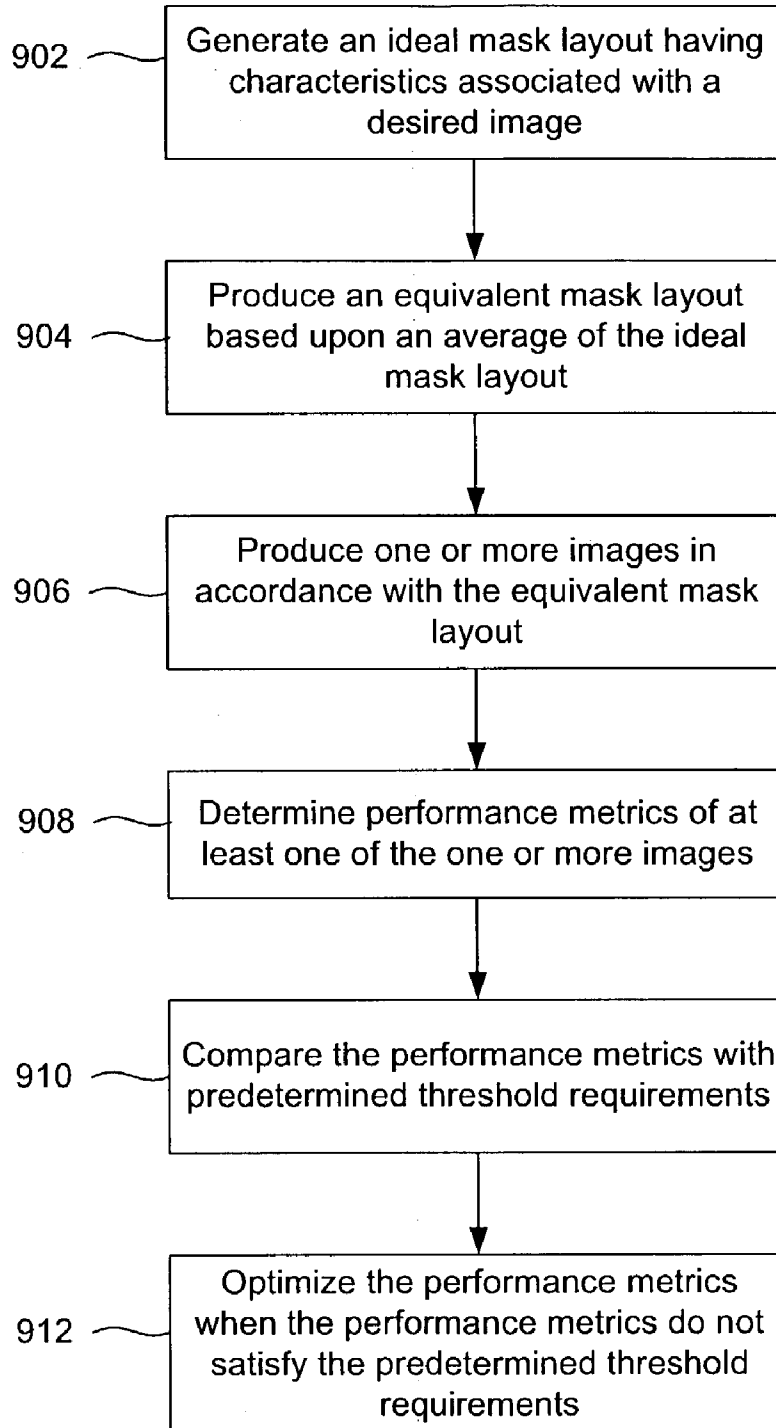 902
Generate an ideal mask layout having
characteristics associated with a
desired image
904
Produce an equivalent mask layout
based upon an average of the ideal
mask layout
906
Produce one or more images in
accordance with the equivalent mask
layout
908
Determine performance metrics of at
least one of the one or more images
910
Compare the performance metrics with
predetermined threshold requirements
912
Optimize the performance metrics
when the performance metrics do not
satisfy the predetermined threshold
requirements